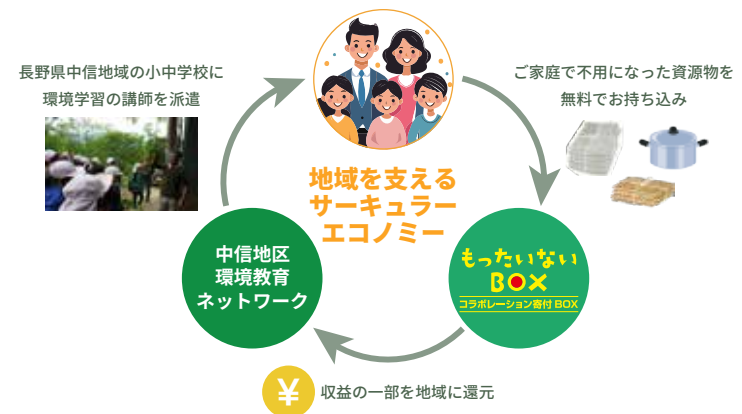 長野県中信地域の小中学校に
環境学習の講師を派遣
ご家庭で不用になった資源物を
無料でお持ち込み
地域を支える
サーキュラー
エコノミー
中信地区
環境教育
ネットワーク
もったいない
BOX
コラボレーション寄付BOX
¥
収益の一部を地域に還元